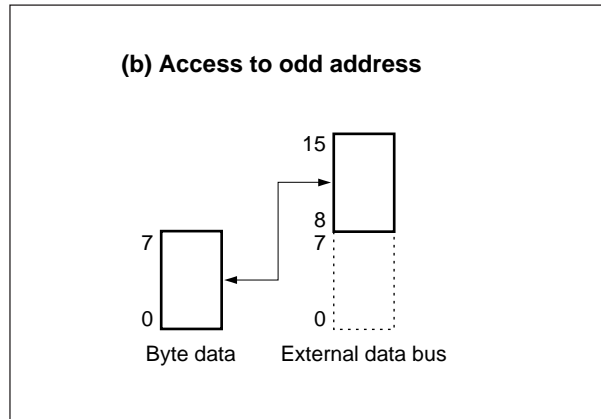 (b) Access to odd address
15
8
7
7
0
0
Byte data
External data bus